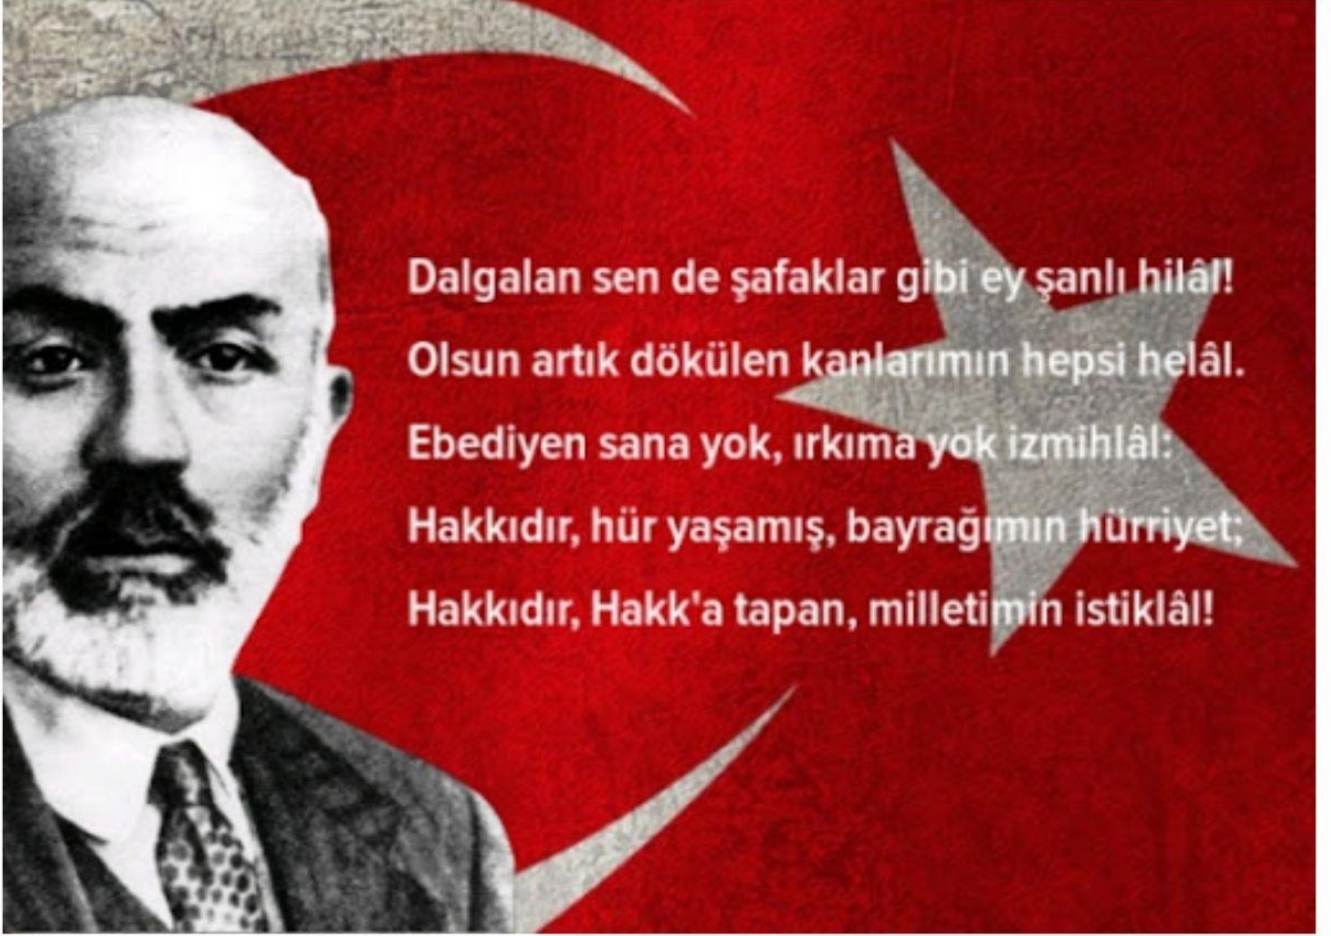 Dalgalan sen de şafaklar gibi ey şanlı hilâl!
Olsun artık dökülen kanlarımın hepsi helâl.
Ebediyen sana yok, ırkıma yok izmihlâl:
Hakkıdır, hür yaşamış, bayrağımın hürriyet;
Hakkıdır, Hakk'a tapan, milletimin istiklâl!